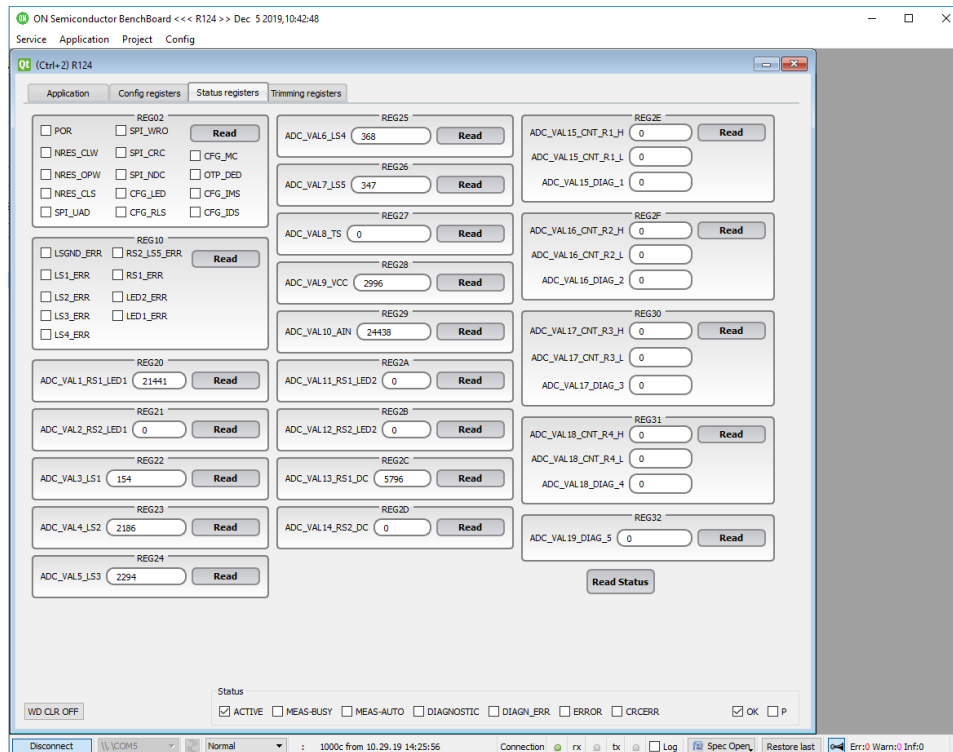 ON Semiconductor BenchBoard <<< R124 >> Dec 5 2019,10:42:48
Service Application Project Config
Qt (Ctrl+2) R124
Application Config registers Status registers Trimming registers
REG02
POR SPI_WRO Read
NRES_CLW SPI_CRC CFG_MC
NRES_OPW SPI_NDC OTP_DED
NRES_CLS CFG_LED CFG_IMS
SPI_UAD CFG_RLS CFG_IDS
REG10
LSGND_ERR RS2_LS5_ERR Read
LS1_ERR RS1_ERR
LS2_ERR LED2_ERR
LS3_ERR LED1_ERR
LS4_ERR
REG20
ADC_VAL1_RS1_LED1 21441 Read
REG21
ADC_VAL2_RS2_LED1 0 Read
REG22
ADC_VAL3_LS1 154 Read
REG23
ADC_VAL4_LS2 2186 Read
REG24
ADC_VAL5_LS3 2294 Read
REG25
ADC_VAL6_LS4 368 Read
REG26
ADC_VAL7_LS5 347 Read
REG27
ADC_VAL8_TS 0 Read
REG28
ADC_VAL9_VCC 2996 Read
REG29
ADC_VAL10_AIN 24438 Read
REG2A
ADC_VAL11_RS1_LED2 0 Read
REG2B
ADC_VAL12_RS2_LED2 0 Read
REG2C
ADC_VAL13_RS1_DC 5796 Read
REG2D
ADC_VAL14_RS2_DC 0 Read
REG2E
ADC_VAL15_CNT_R1_H 0 Read
ADC_VAL15_CNT_R1_L 0
ADC_VAL15_DIAG_1 0
REG2F
ADC_VAL16_CNT_R2_H 0 Read
ADC_VAL16_CNT_R2_L 0
ADC_VAL16_DIAG_2 0
REG30
ADC_VAL17_CNT_R3_H 0 Read
ADC_VAL17_CNT_R3_L 0
ADC_VAL17_DIAG_3 0
REG31
ADC_VAL18_CNT_R4_H 0 Read
ADC_VAL18_CNT_R4_L 0
ADC_VAL18_DIAG_4 0
REG32
ADC_VAL19_DIAG_5 0 Read
Read Status
Status
WD CLR OFF ACTIVE MEAS-BUSY MEAS-AUTO DIAGNOSTIC DIAGN_ERR ERROR CRCERR OK P
Disconnect \\.\COM5 Normal : 1000c from 10.29.19 14:25:56 Connection rx tx Log Spec Open, Restore last Err:0 Warn:0 Inf:0